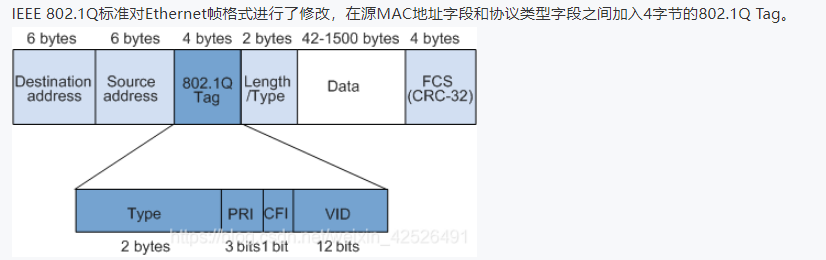 IEEE 802.1Q标准对Ethernet帧格式进行了修改，在源MAC地址字段和协议类型字段之间加入4字节的802.1Q Tag。
6 bytes 6 bytes 4 bytes 2 bytes 42-1500 bytes 4 bytes
Destination address Source address 802.1Q Tag Length /Type Data FCS (CRC-32)
Type PRI CFI VID
https://blog.csdn.net/weixin_42526491
2 bytes 3 bits 1 bit 12 bits